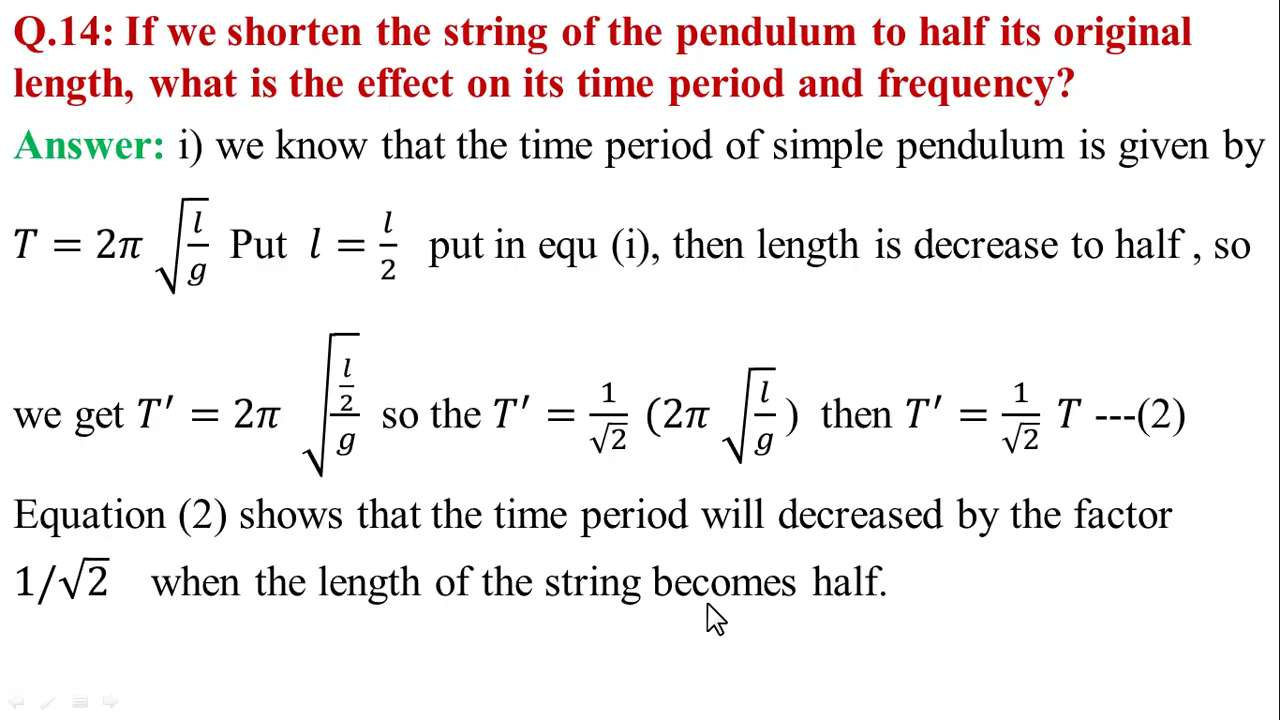 Q.14: If we shorten the string of the pendulum to half its original
length, what is the effect on its time period and frequency?
Answer: i) we know that the time period of simple pendulum is given by
T = 2π √(l/g) Put l = l/2 put in equ (i), then length is decrease to half , so
we get T′ = 2π √((l/2)/g) so the T′ = 1/√2 (2π √(l/g)) then T′ = 1/√2 T ---(2)
Equation (2) shows that the time period will decreased by the factor
1/√2 when the length of the string becomes half.